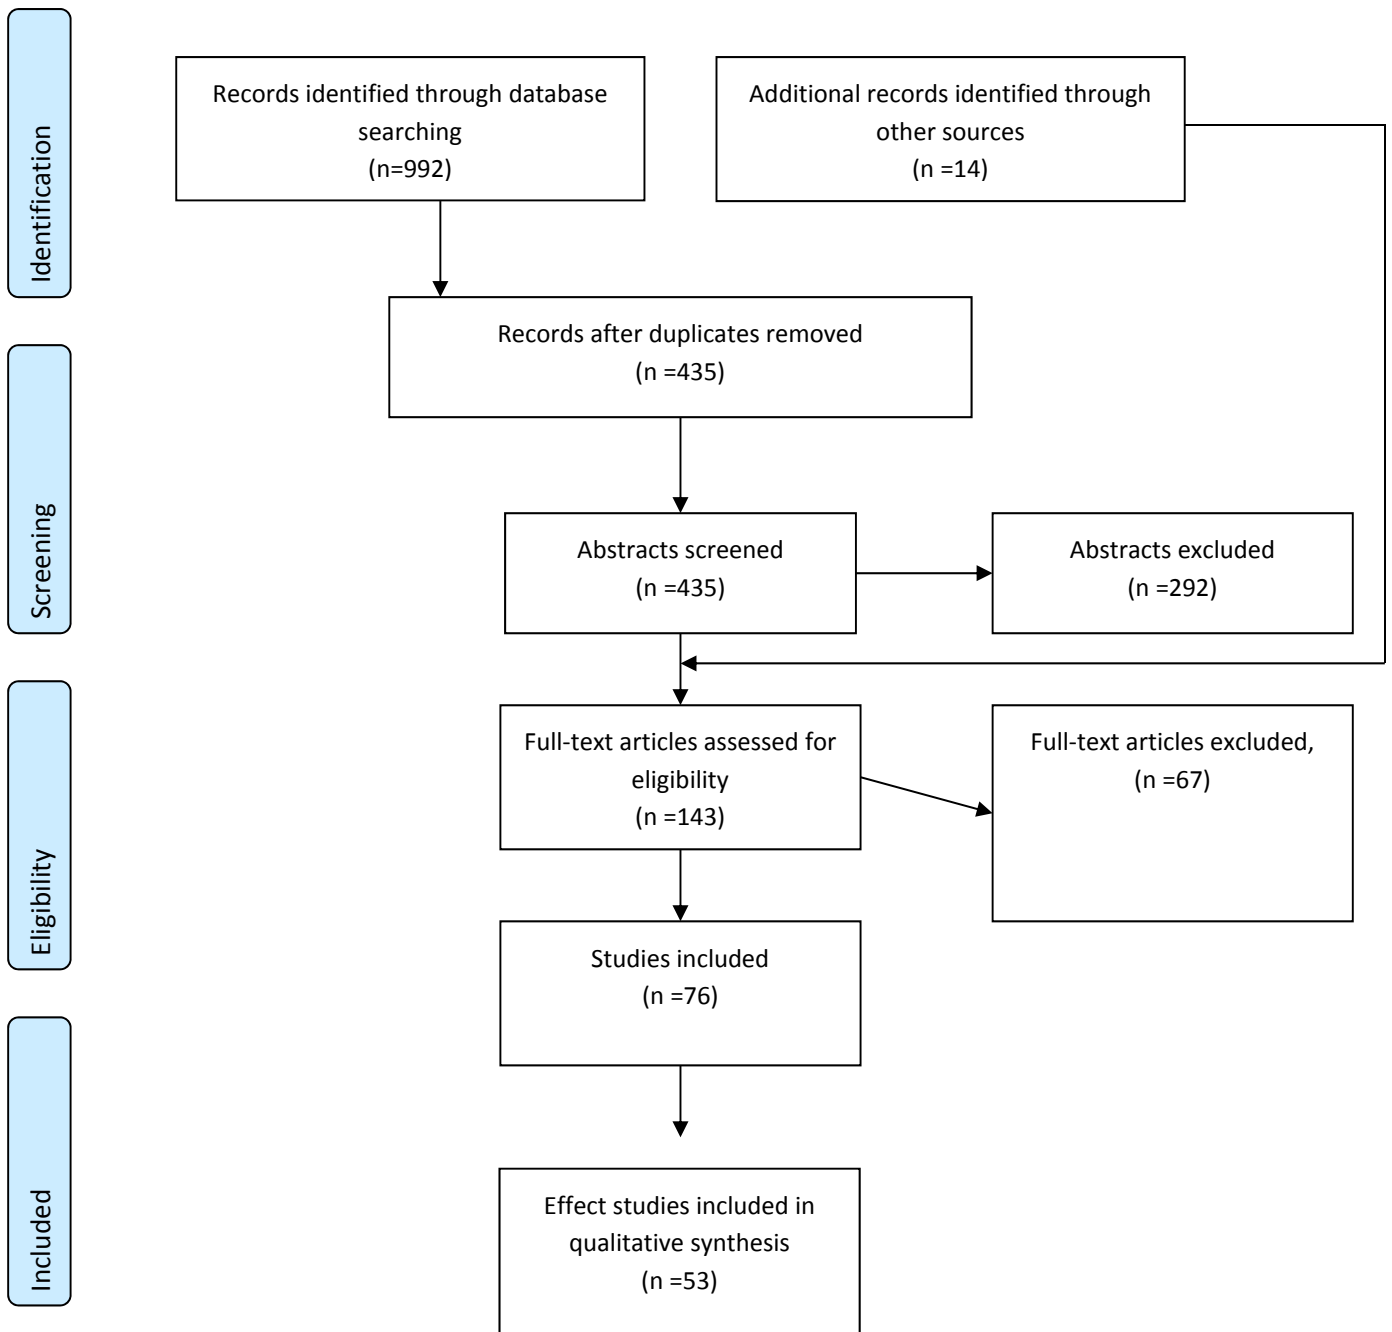 Identification
Records identified through database
searching
(n=992)
Additional records identified through
other sources
(n =14)
Records after duplicates removed
(n =435)
Screening
Abstracts screened
(n =435)
Abstracts excluded
(n =292)
Eligibility
Full-text articles assessed for
eligibility
(n =143)
Full-text articles excluded,
(n =67)
Studies included
(n =76)
Included
Effect studies included in
qualitative synthesis
(n =53)